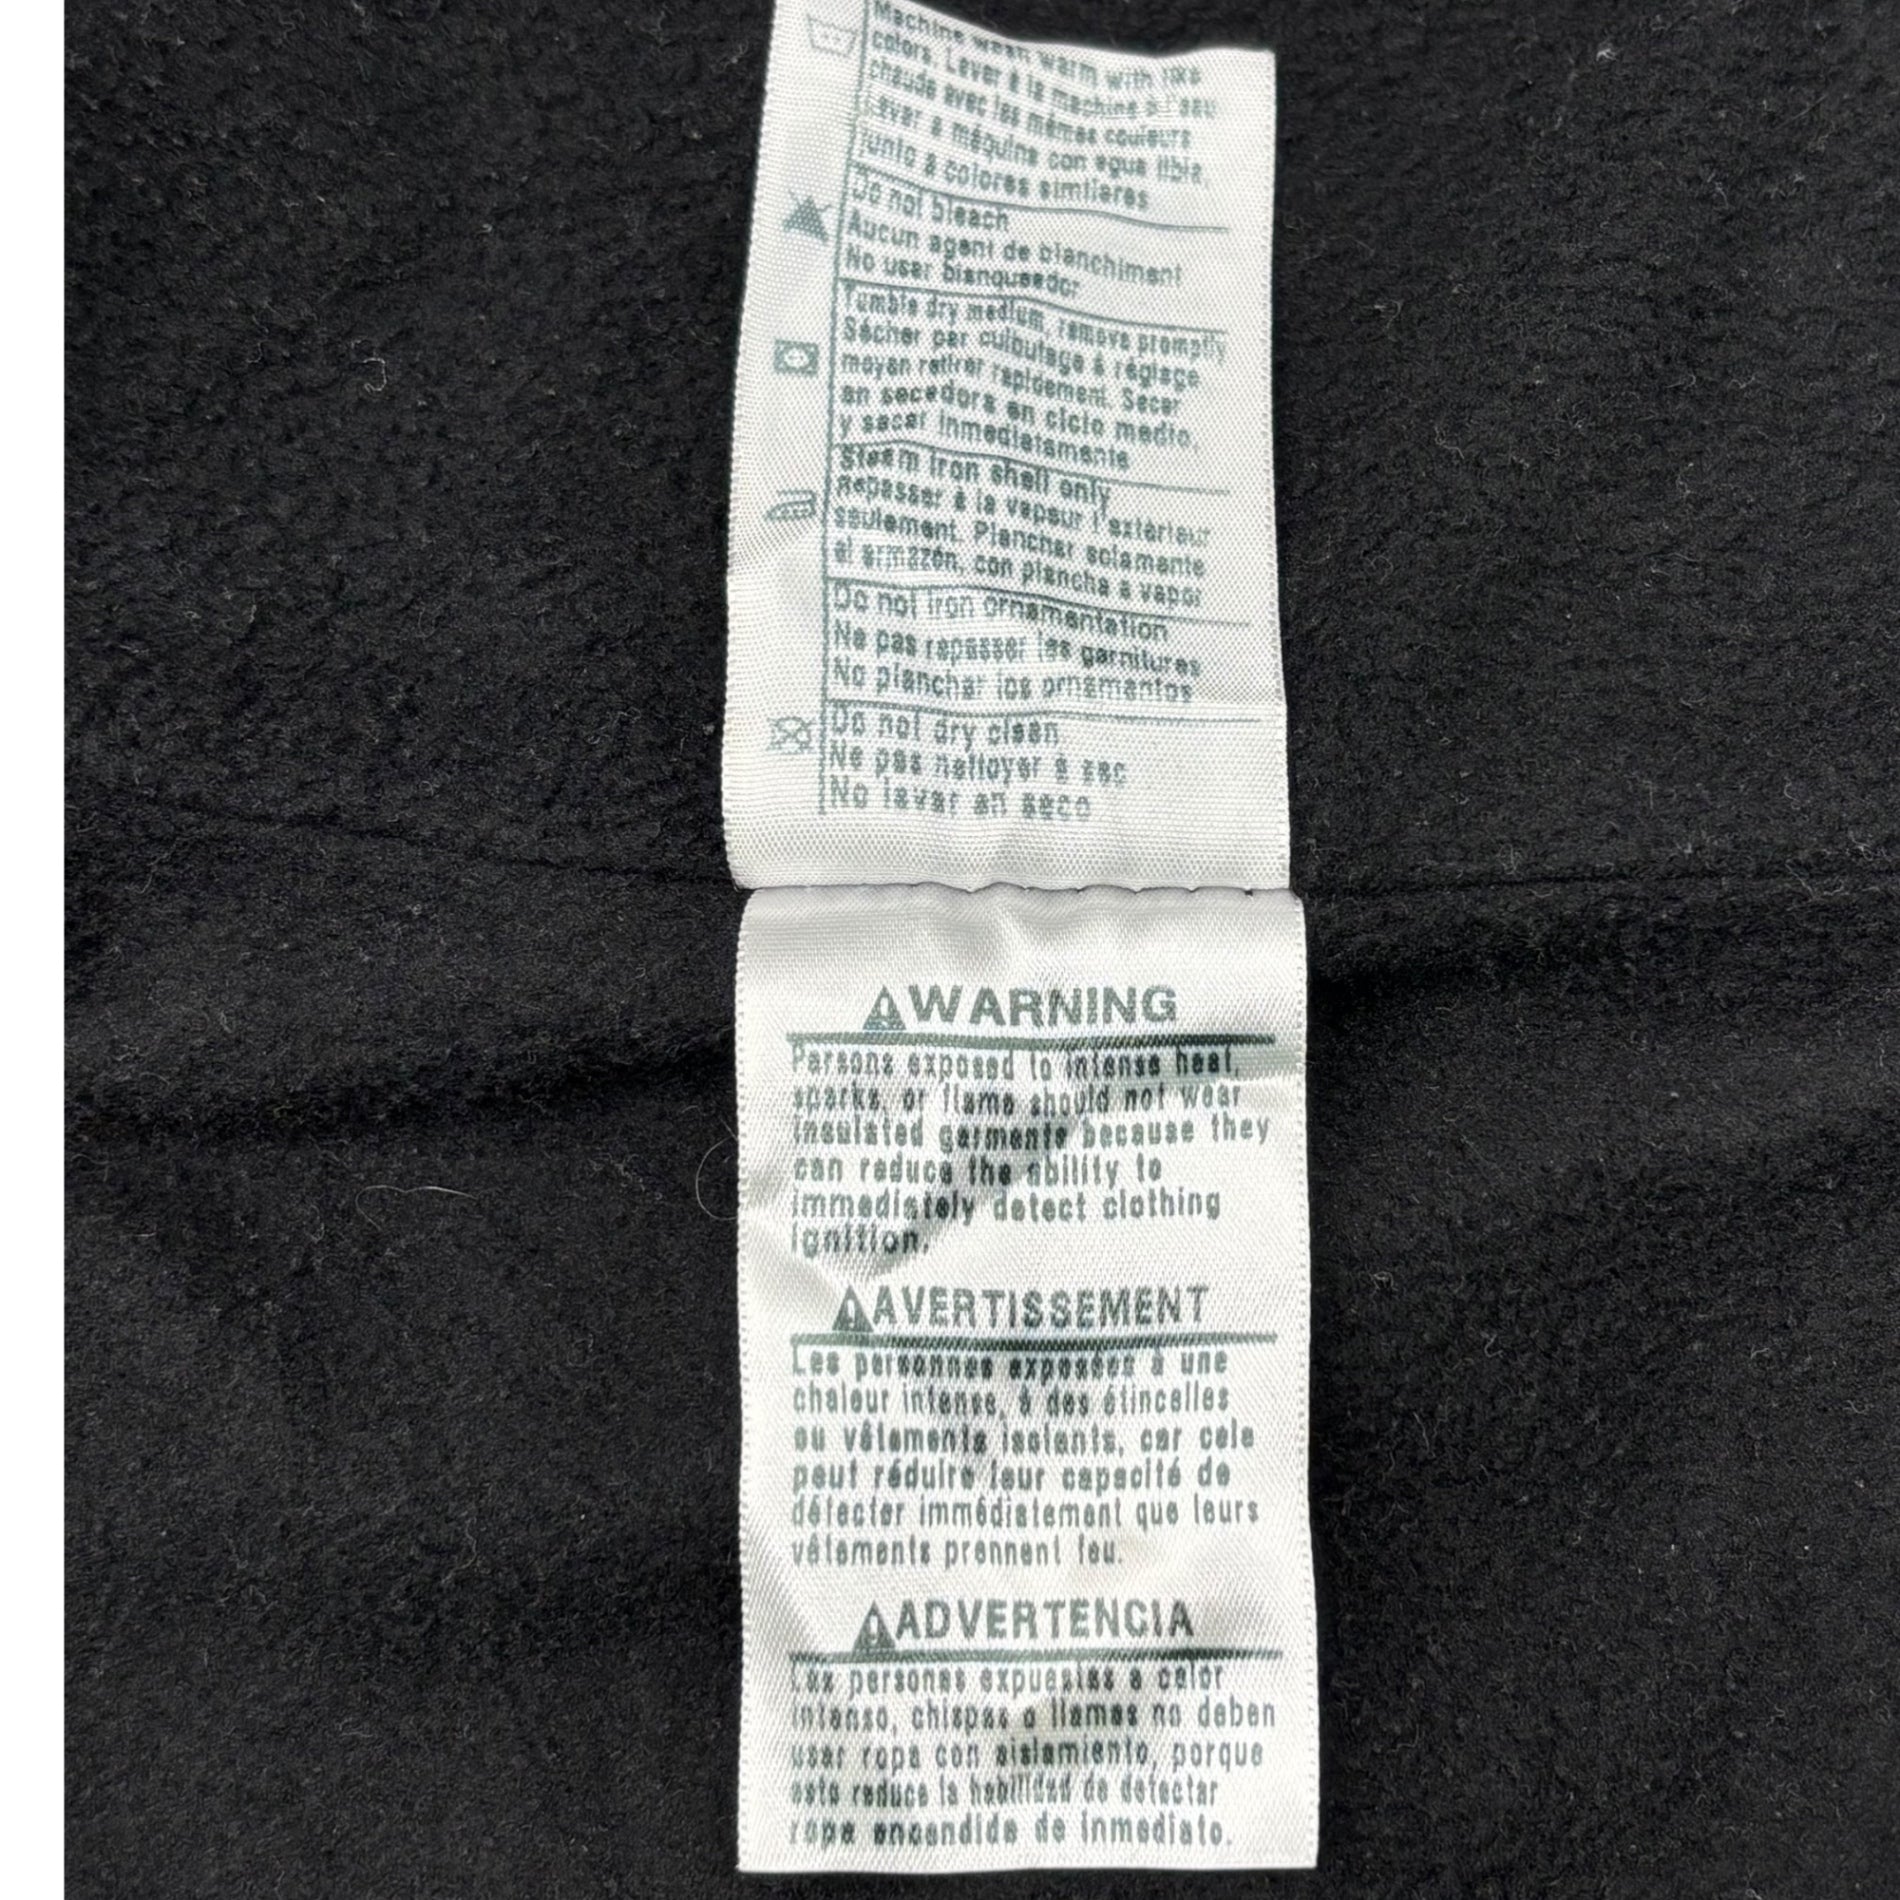 Machine wash warm with like
colors. Laver à la machine à l'eau
chaude avec les mêmes couleurs
Lavar a máquina con agua tibia,
junto a colores similares
Do not bleach
Aucun agent de blanchiment
No usar blanqueador
Tumble dry medium, remove promptly
Sécher par culbutage à réglage
moyen retirer rapidement. Secar
en secadora en ciclo medio,
y sacar inmediatamente
Steam iron shell only
Repasser à la vapeur l'extérieur
seulement. Planchar solamente
el armazón, con plancha a vapor
Do not iron ornamentation
Ne pas repasser les garnitures
No planchar los ornamentos
Do not dry clean
Ne pas nettoyer à sec
No lavar en seco
WARNING
Persons exposed to intense heat,
sparks, or flame should not wear
insulated garments because they
can reduce the ability to
immediately detect clothing
ignition.
AVERTISSEMENT
Les personnes exposées à une
chaleur intense, à des étincelles
ou vêtements isolants, car cela
peut réduire leur capacité de
détecter immédiatement que leurs
vêtements prennent feu.
ADVERTENCIA
Las personas expuestas a calor
intenso, chispas o llamas no deben
usar ropa con aislamiento, porque
esto reduce la habilidad de detectar
ropa encendida de inmediato.